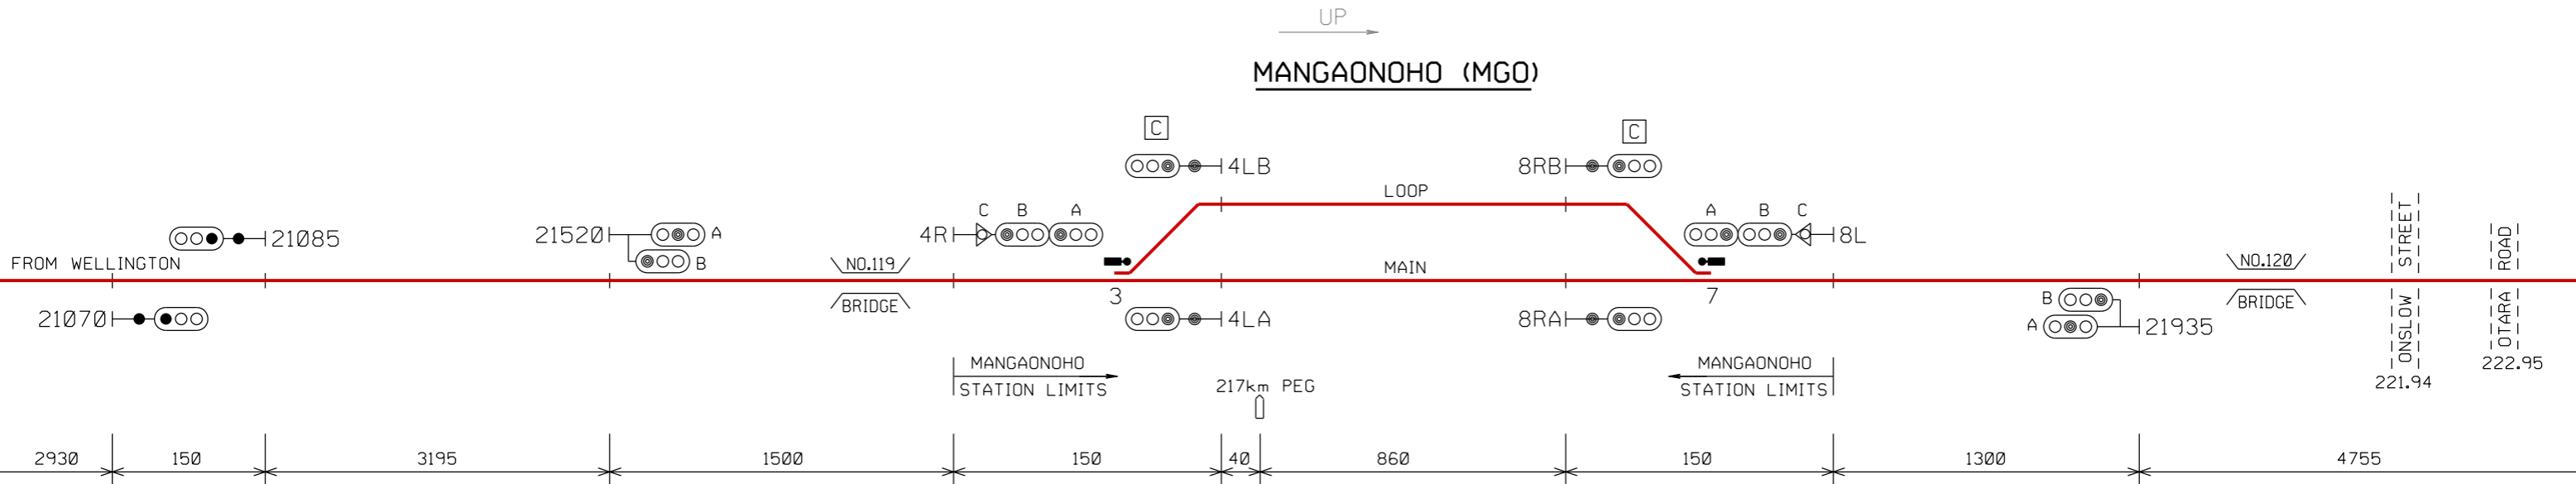 UP
MANGAONOHO (MGO)
C
C
4LB
8RB
LOOP
C B A
A B C
21085
21520
A
B
4R
8L
FROM WELLINGTON
NO.119
BRIDGE
MAIN
3
7
NO.120
BRIDGE
ONSLOW STREET
OTARA ROAD
21070
4LA
8RA
B
A
21935
MANGAONOHO
STATION LIMITS
MANGAONOHO
STATION LIMITS
217km PEG
221.94
222.95
2930
150
3195
1500
150
40
860
150
1300
4755